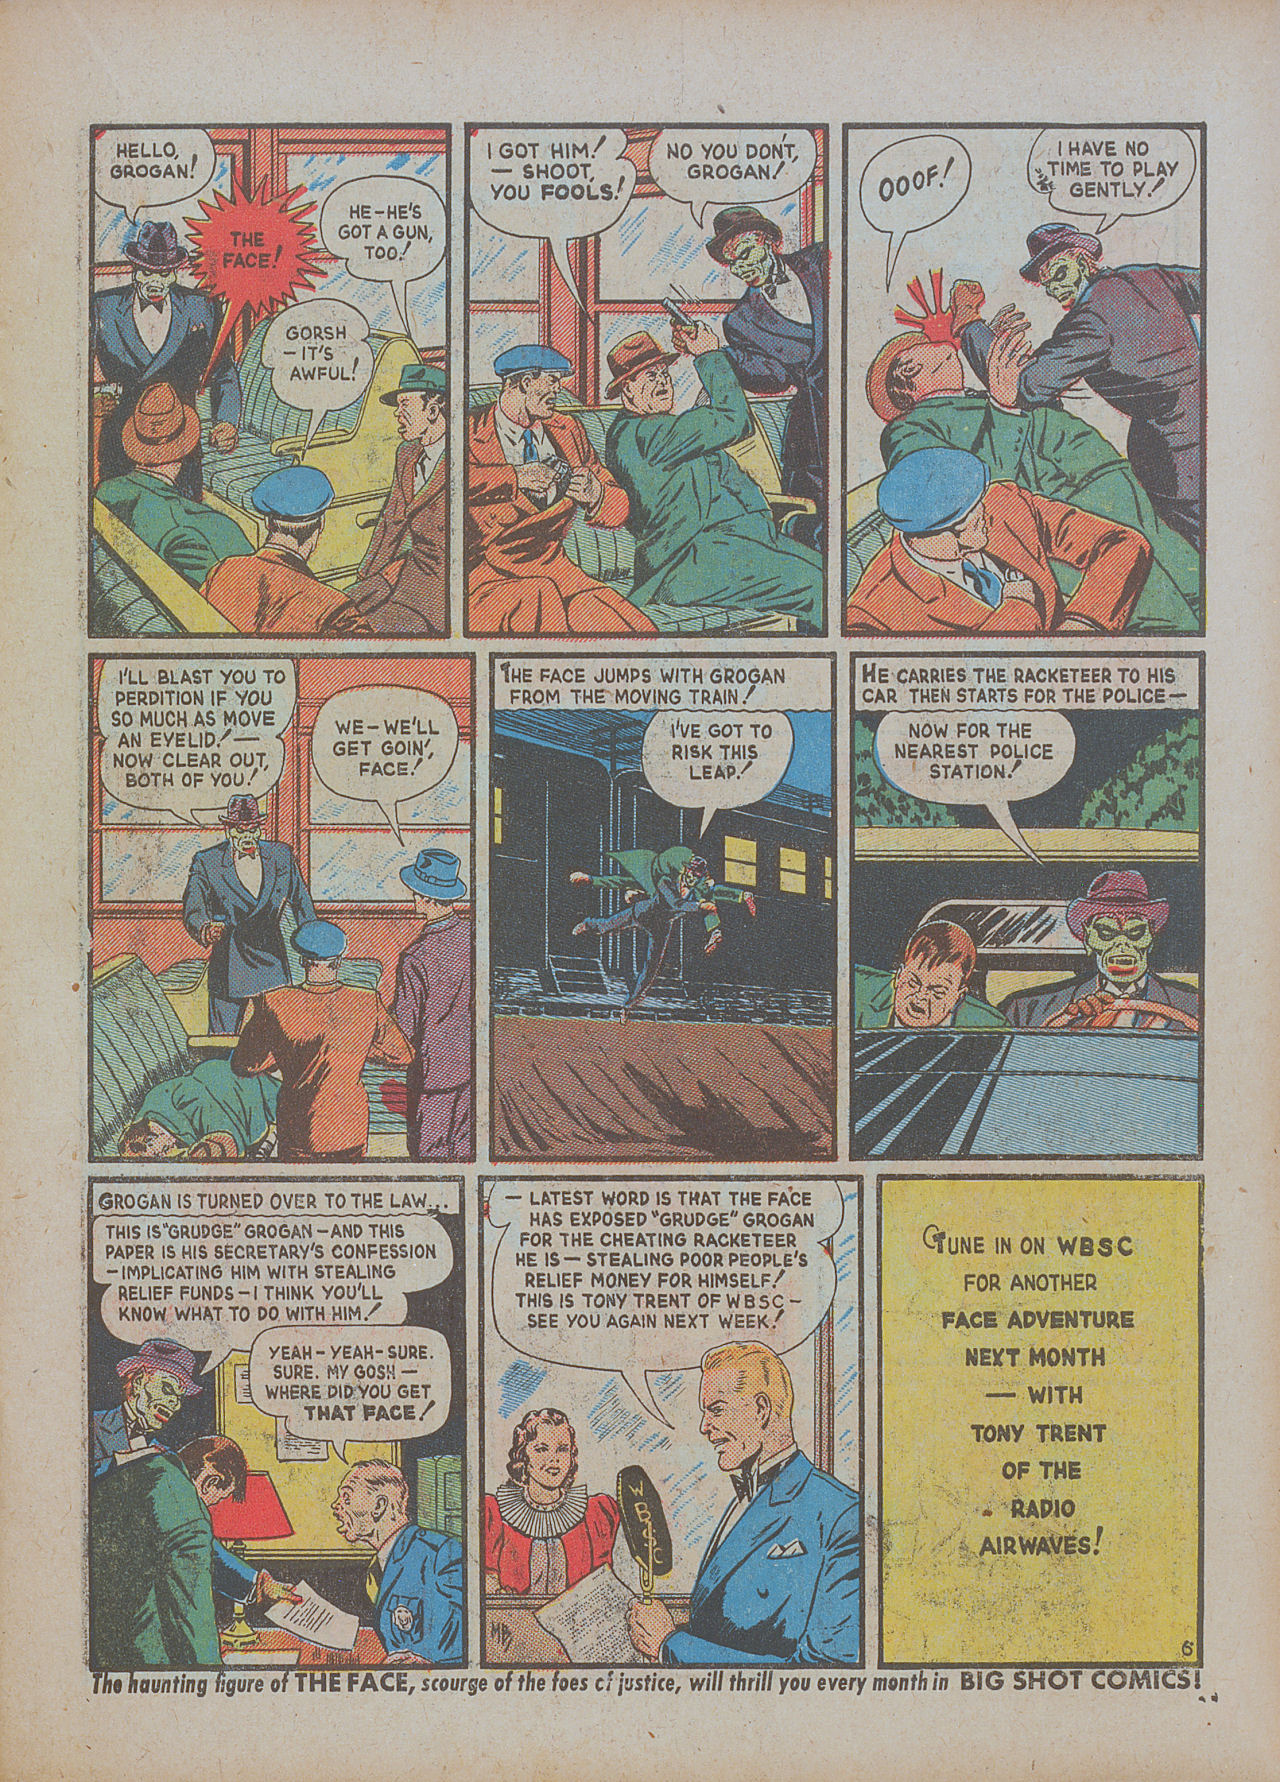 HELLO,
GROGAN!
THE
FACE!
HE-HE'S
GOT A GUN,
TOO!
GORSH
— IT'S
AWFUL!
I GOT HIM!
— SHOOT,
YOU FOOLS!
NO YOU DON'T,
GROGAN!
OOOF!
I HAVE NO
TIME TO PLAY
GENTLY!
I'LL BLAST YOU TO
PERDITION IF YOU
SO MUCH AS MOVE
AN EYELID! —
NOW CLEAR OUT,
BOTH OF YOU!
WE-WE'LL
GET GOIN',
FACE!
THE FACE JUMPS WITH GROGAN
FROM THE MOVING TRAIN!
I'VE GOT TO
RISK THIS
LEAP!
HE CARRIES THE RACKETEER TO HIS
CAR THEN STARTS FOR THE POLICE—
NOW FOR THE
NEAREST POLICE
STATION!
GROGAN IS TURNED OVER TO THE LAW...
THIS IS "GRUDGE" GROGAN—AND THIS
PAPER IS HIS SECRETARY'S CONFESSION
—IMPLICATING HIM WITH STEALING
RELIEF FUNDS—I THINK YOU'LL
KNOW WHAT TO DO WITH HIM!
YEAH-YEAH-SURE.
SURE. MY GOSH—
WHERE DID YOU GET
THAT FACE!
— LATEST WORD IS THAT THE FACE
HAS EXPOSED "GRUDGE" GROGAN
FOR THE CHEATING RACKETEER
HE IS—STEALING POOR PEOPLE'S
RELIEF MONEY FOR HIMSELF!
THIS IS TONY TRENT OF WBSC—
SEE YOU AGAIN NEXT WEEK!
WBSC
MB
TUNE IN ON WBSC
FOR ANOTHER
FACE ADVENTURE
NEXT MONTH
— WITH
TONY TRENT
OF THE
RADIO
AIRWAVES!
6
The haunting figure of THE FACE, scourge of the foes of justice, will thrill you every month in BIG SHOT COMICS!